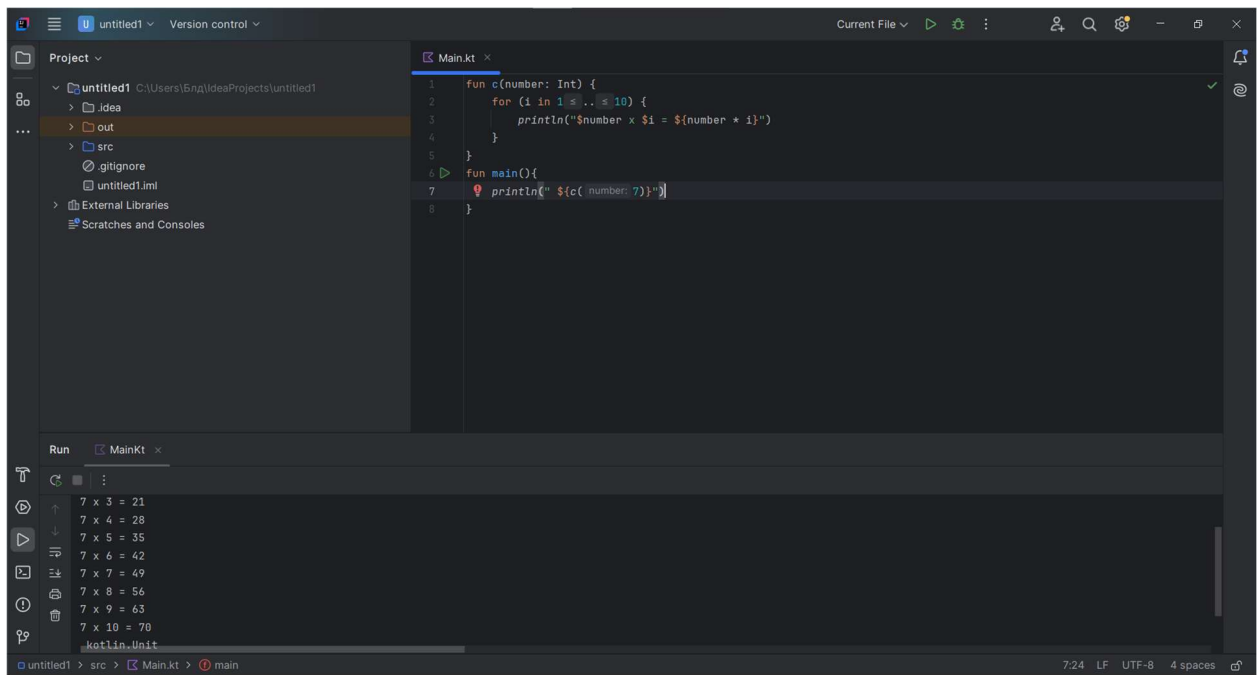 U untitled1 Version control Current File
Project
Main.kt
untitled1 C:\Users\Блд\IdeaProjects\untitled1
.idea
out
src
.gitignore
untitled1.iml
External Libraries
Scratches and Consoles
1 fun c(number: Int) {
2 for (i in 1 ≤ .. ≤ 10) {
3 println("$number x $i = ${number * i}")
4 }
5 }
6 fun main(){
7 println(" ${c( number: 7)}")
8 }
Run MainKt
7 x 3 = 21
7 x 4 = 28
7 x 5 = 35
7 x 6 = 42
7 x 7 = 49
7 x 8 = 56
7 x 9 = 63
7 x 10 = 70
kotlin.Unit
untitled1 > src > Main.kt > f main 7:24 LF UTF-8 4 spaces